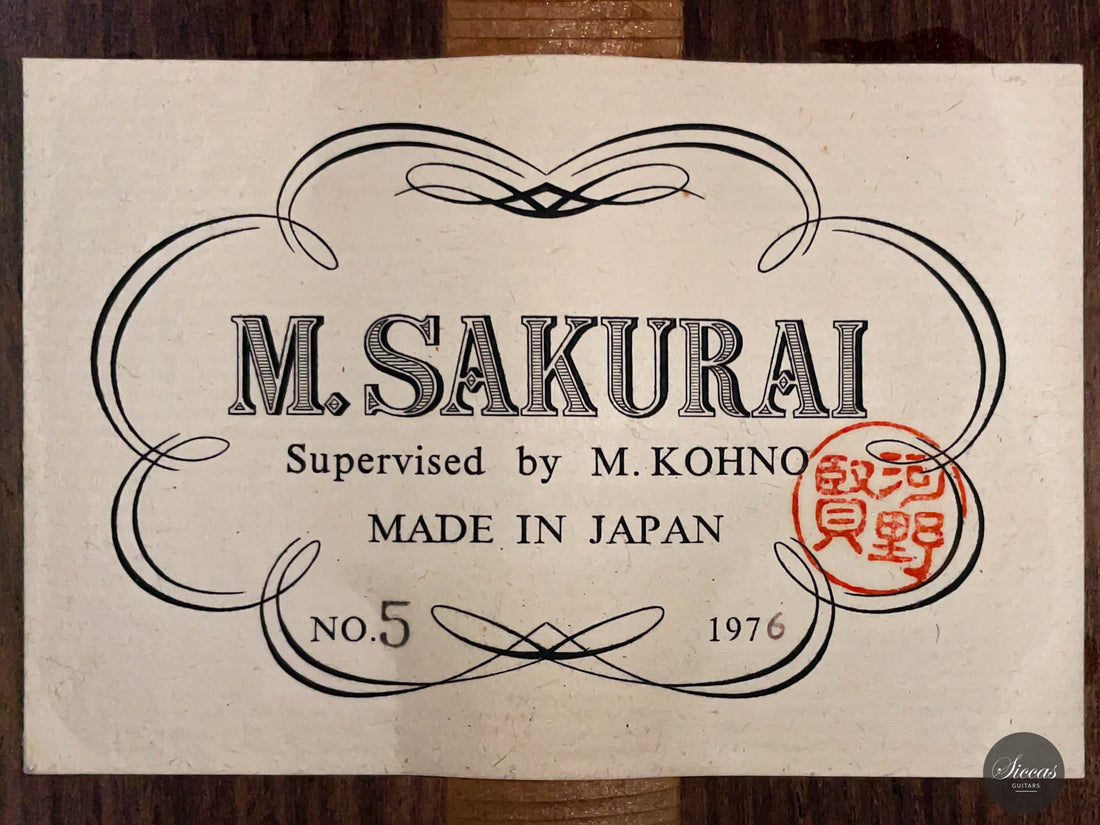 M. SAKURAI
Supervised by M. KOHNO
MADE IN JAPAN
河野
賢
NO. 5 1976
Siccas
GUITARS